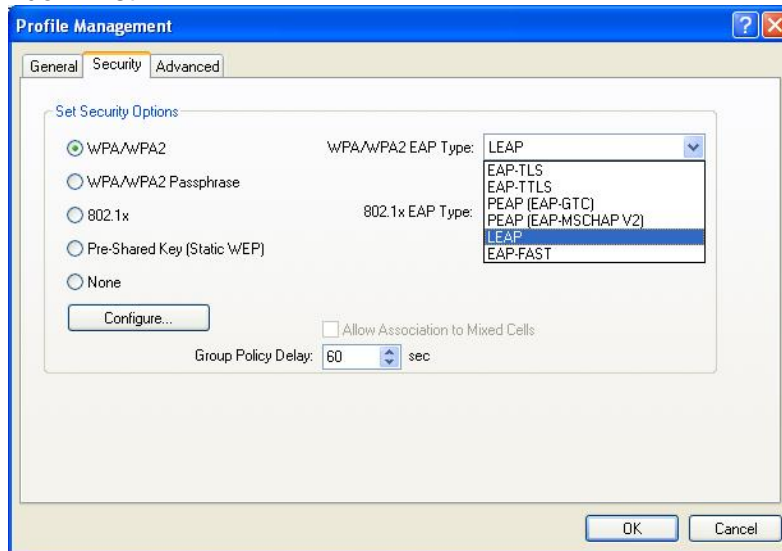 Profile Management
General Security Advanced
Set Security Options
WPA/WPA2 WPA/WPA2 EAP Type: LEAP
EAP-TLS
WPA/WPA2 Passphrase EAP-TTLS
PEAP (EAP-GTC)
802.1x 802.1x EAP Type: PEAP (EAP-MSCHAP V2)
LEAP
Pre-Shared Key (Static WEP) EAP-FAST
None
Configure...
Allow Association to Mixed Cells
Group Policy Delay: 60 sec
OK Cancel